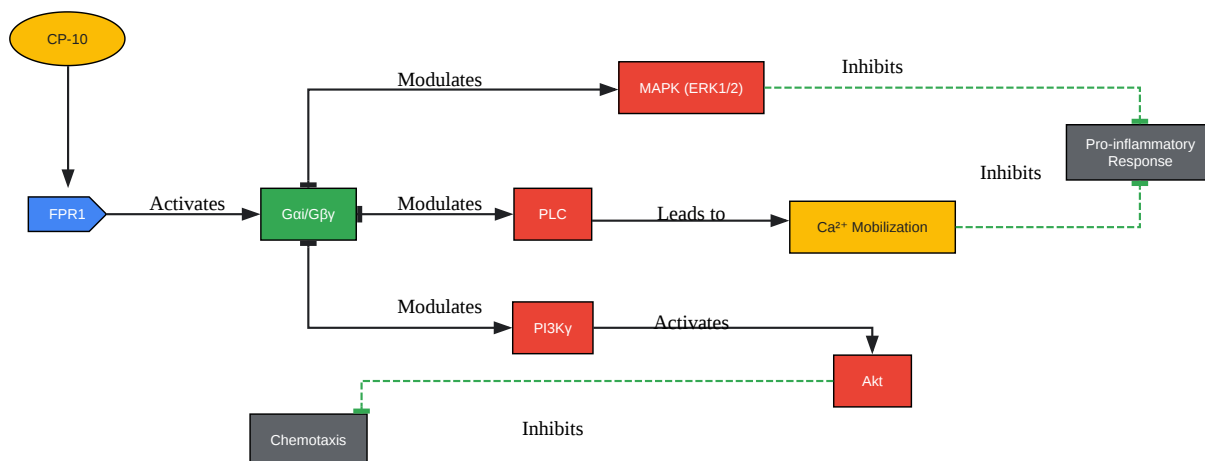 CP-10
Modulates
MAPK (ERK1/2)
Inhibits
Pro-inflammatory
Response
FPR1
Activates
Gαi/Gβγ
Modulates
PLC
Leads to
Ca²⁺ Mobilization
Inhibits
Modulates
PI3Kγ
Activates
Akt
Chemotaxis
Inhibits